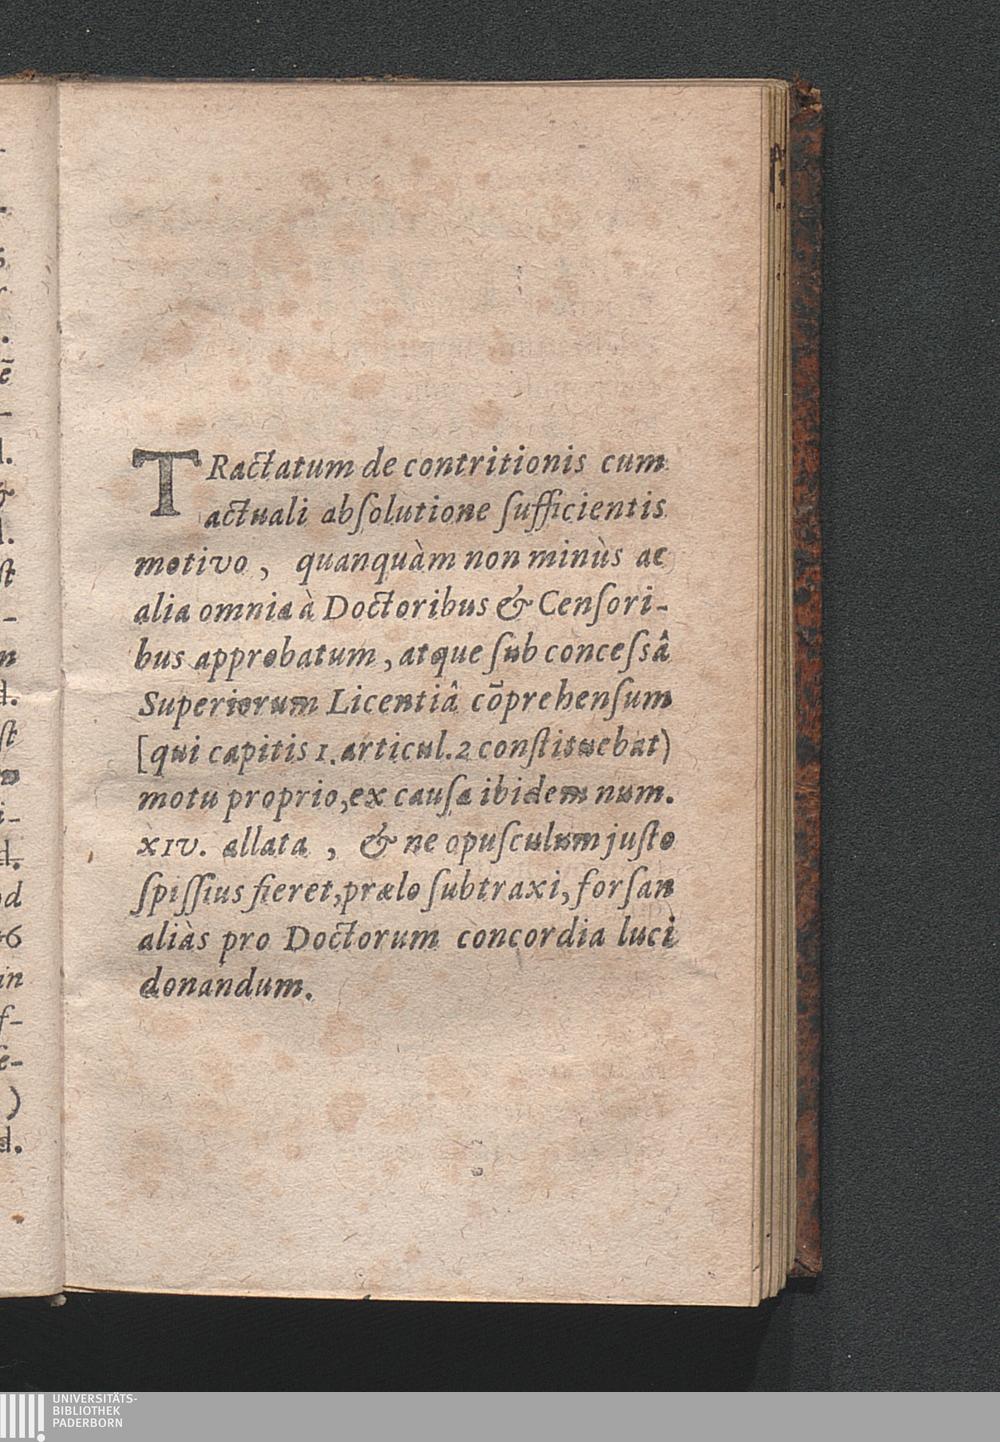 TRactatum de contritionis cum
actuali abſolutione ſufficientis
motivo, quanquàm non minùs ac
alia omnia à Doctoribus & Cenſori-
bus approbatum, atque ſub conceſsâ
Superiorum Licentiâ cõprehenſum
[qui capitis 1. articul. 2 conſtituebat)
motu proprio, ex cauſa ibidem num.
XIV. allata, & ne opuſculum juſto
ſpiſſius fieret, prælo ſubtraxi, forſan
aliàs pro Doctorum concordia luci
donandum.
UNIVERSITÄTS-
BIBLIOTHEK
PADERBORN